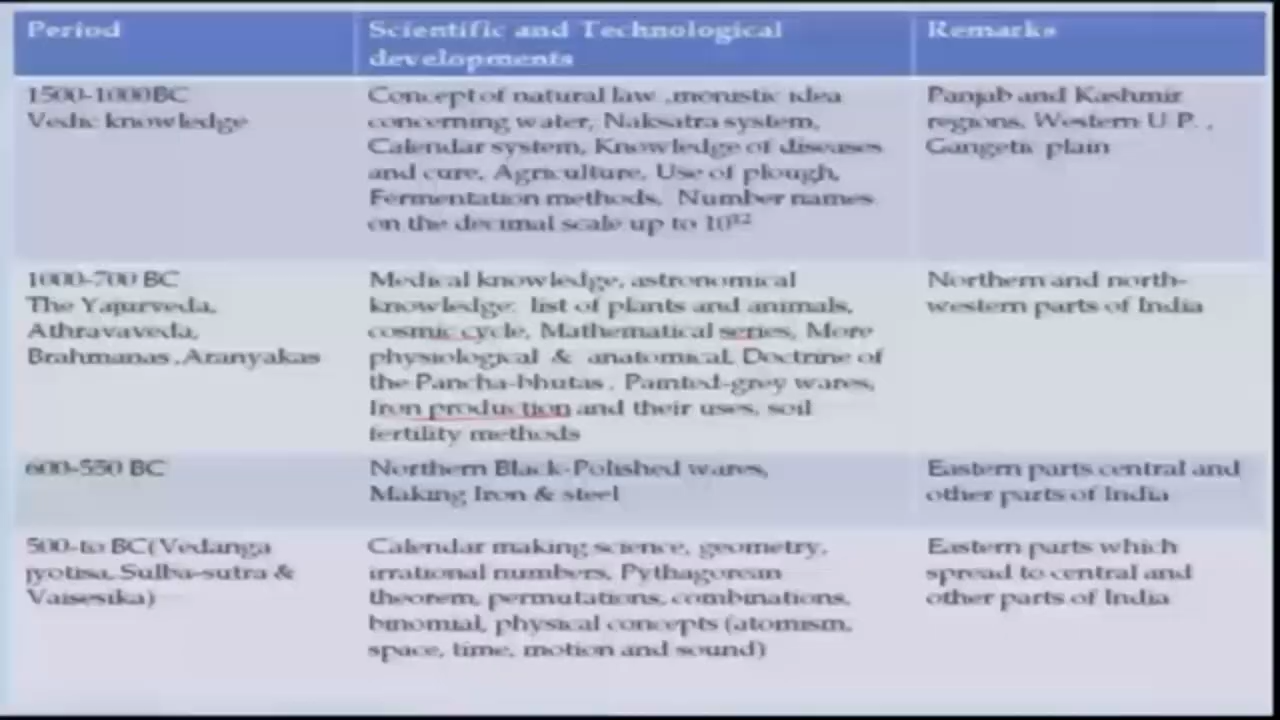 Period
Scientific and Technological
developments
Remarks
1500-1000BC
Vedic knowledge
Concept of natural law ,monistic idea
concerning water, Naksatra system,
Calendar system, Knowledge of diseases
and cure, Agriculture, Use of plough,
Fermentation methods, Number names
on the decimal scale up to 10¹²
Panjab and Kashmir
regions, Western U.P. ,
Gangetic plain
1000-700 BC
The Yajurveda,
Athravaveda,
Brahmanas ,Aranyakas
Medical knowledge, astronomical
knowledge, list of plants and animals,
cosmic cycle, Mathematical series, More
physiological & anatomical, Doctrine of
the Pancha-bhutas , Painted-grey wares,
Iron production and their uses, soil
fertility methods
Northern and north-
western parts of India
600-550 BC
Northern Black-Polished wares,
Making Iron & steel
Eastern parts central and
other parts of India
500-to BC(Vedanga
jyotisa, Sulba-sutra &
Vaisesika)
Calendar making science, geometry,
irrational numbers, Pythagorean
theorem, permutations, combinations,
binomial, physical concepts (atomism,
space, time, motion and sound)
Eastern parts which
spread to central and
other parts of India